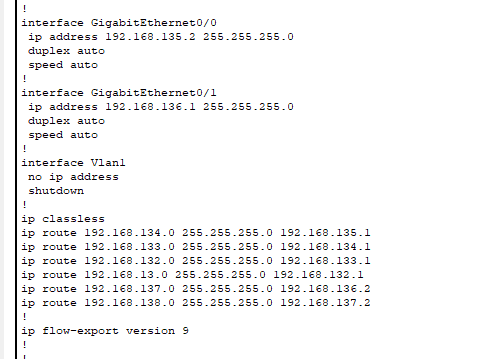 !
interface GigabitEthernet0/0
 ip address 192.168.135.2 255.255.255.0
 duplex auto
 speed auto
!
interface GigabitEthernet0/1
 ip address 192.168.136.1 255.255.255.0
 duplex auto
 speed auto
!
interface Vlan1
 no ip address
 shutdown
!
ip classless
ip route 192.168.134.0 255.255.255.0 192.168.135.1
ip route 192.168.133.0 255.255.255.0 192.168.134.1
ip route 192.168.132.0 255.255.255.0 192.168.133.1
ip route 192.168.13.0 255.255.255.0 192.168.132.1
ip route 192.168.137.0 255.255.255.0 192.168.136.2
ip route 192.168.138.0 255.255.255.0 192.168.137.2
!
ip flow-export version 9
!
!